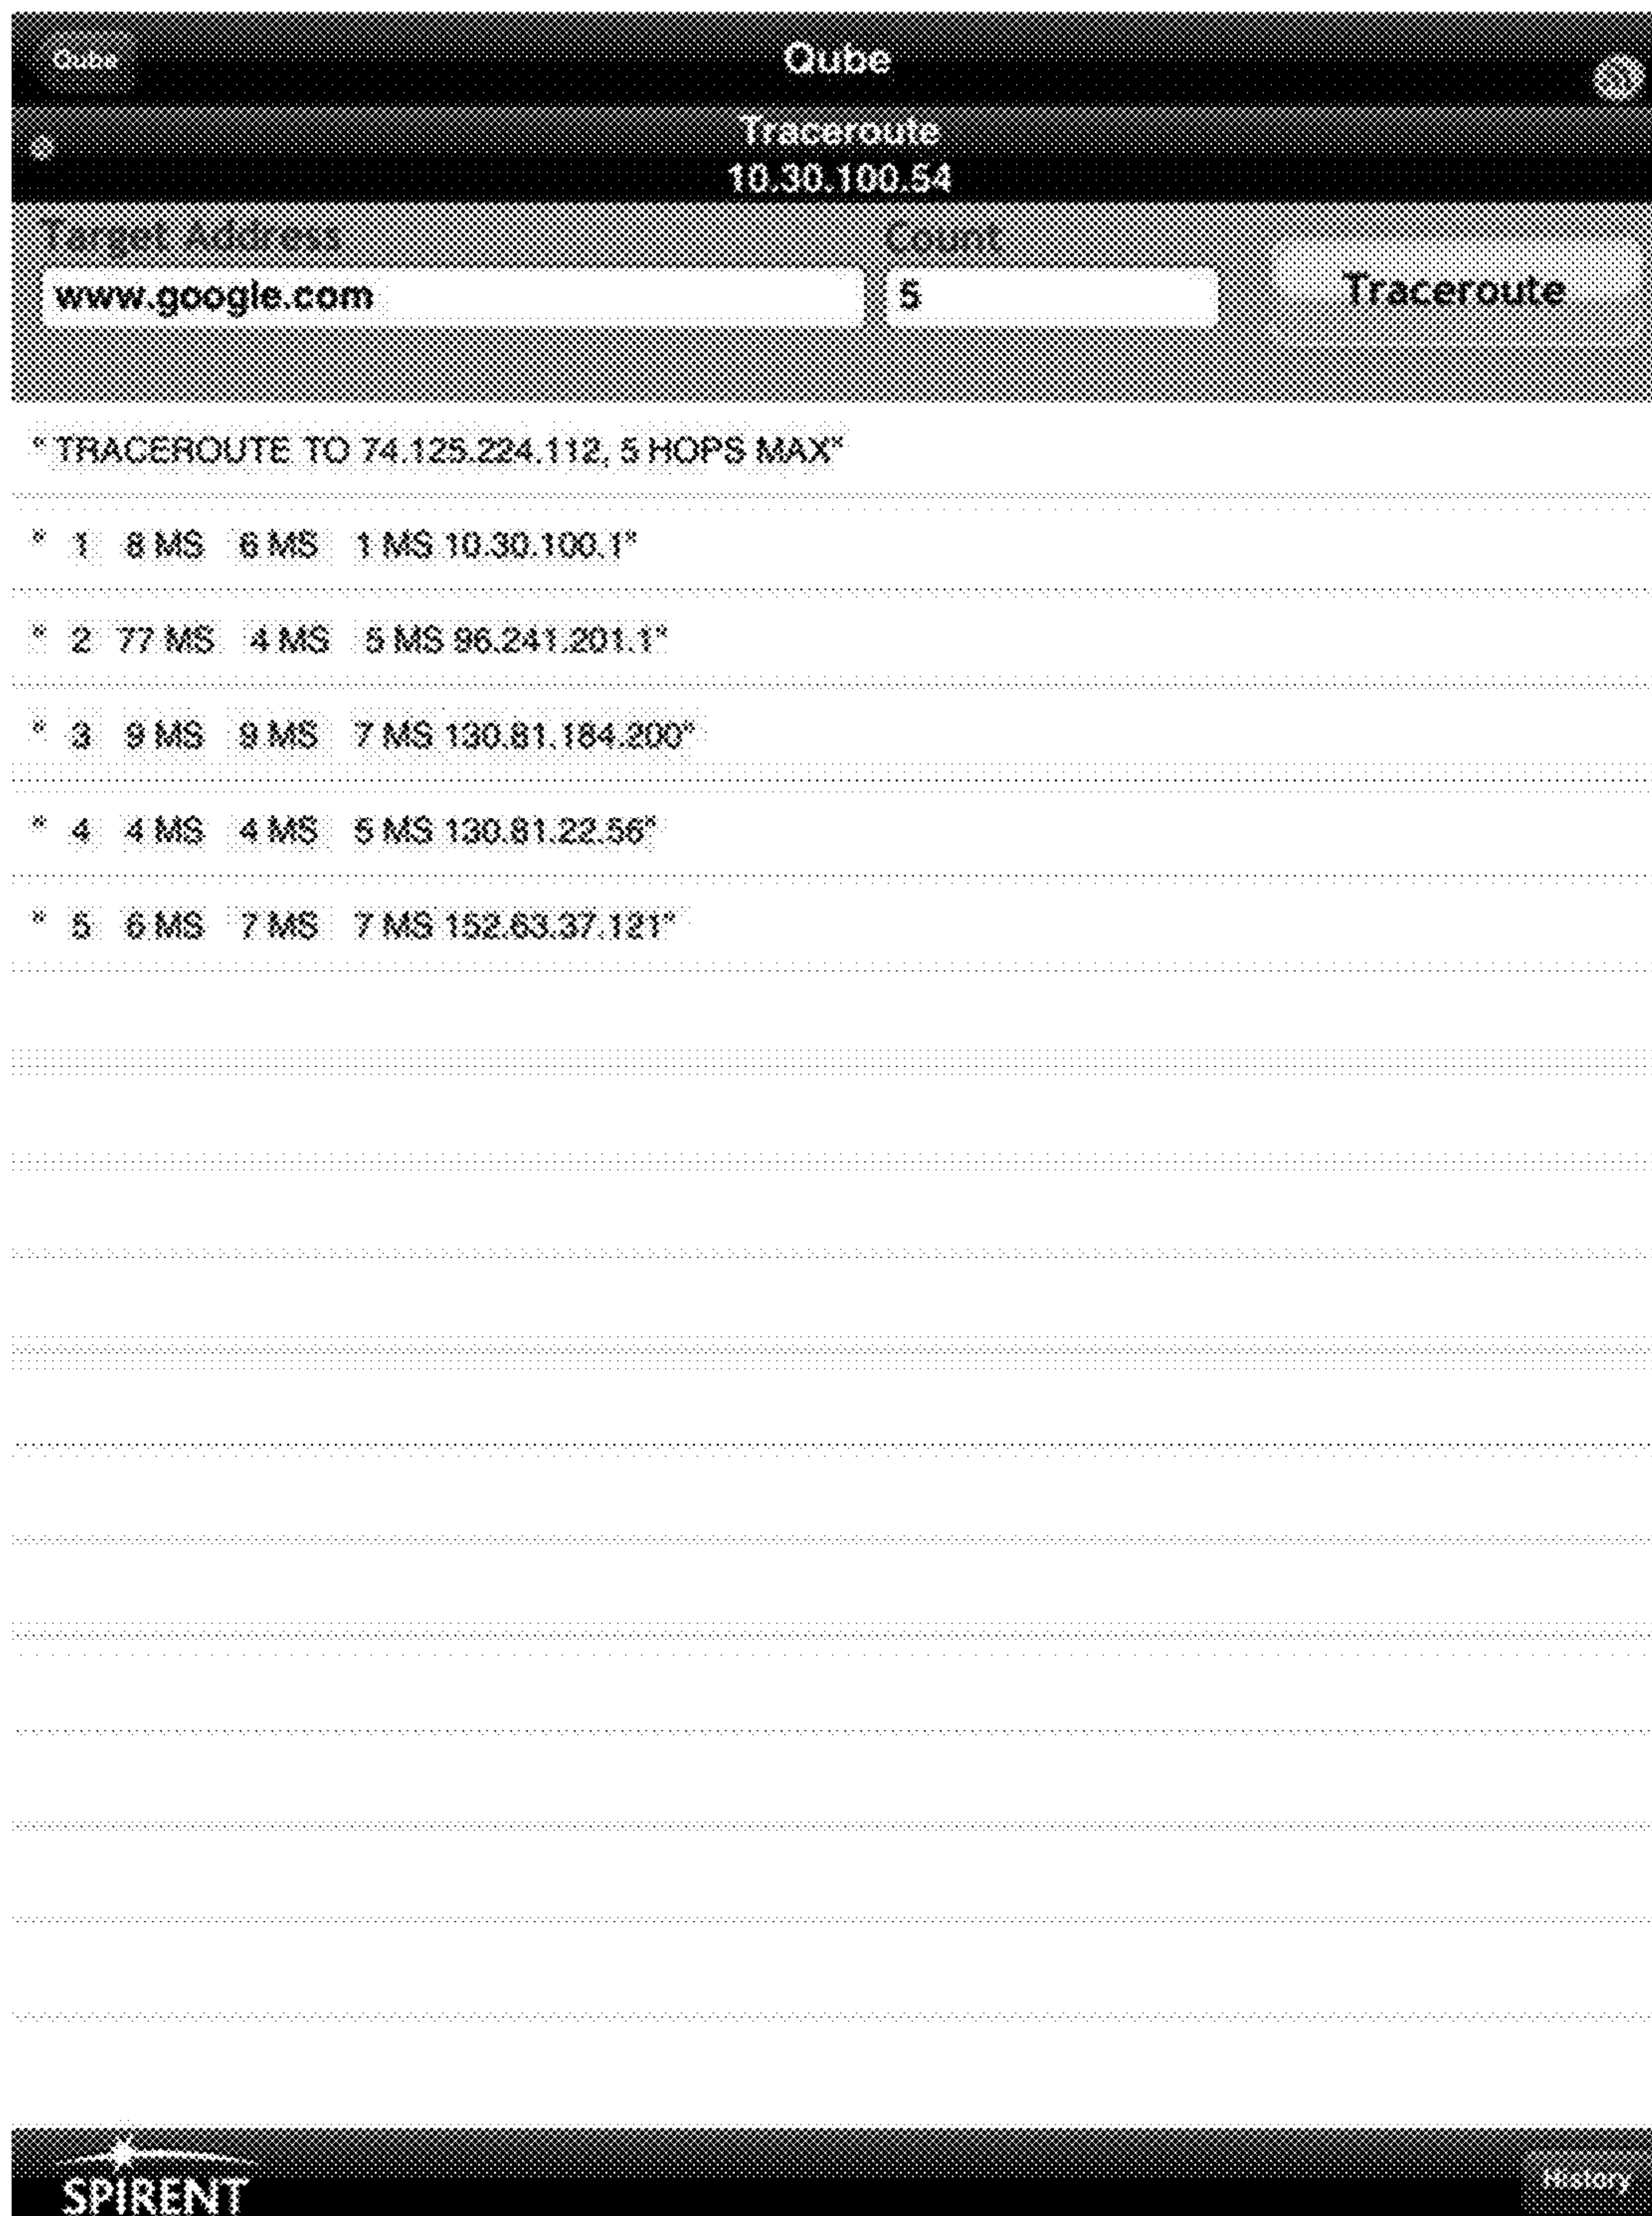 Qube Qube
Traceroute
10.30.100.54
Target Address Count
www.google.com 5 Traceroute
"TRACEROUTE TO 74.125.224.112, 5 HOPS MAX"
" 1 8 MS 6 MS 1 MS 10.30.100.1"
" 2 77 MS 4 MS 5 MS 96.241.201.1"
" 3 9 MS 9 MS 7 MS 130.81.184.200"
" 4 4 MS 4 MS 5 MS 130.81.22.56"
" 5 6 MS 7 MS 7 MS 152.63.37.121"
SPIRENT History